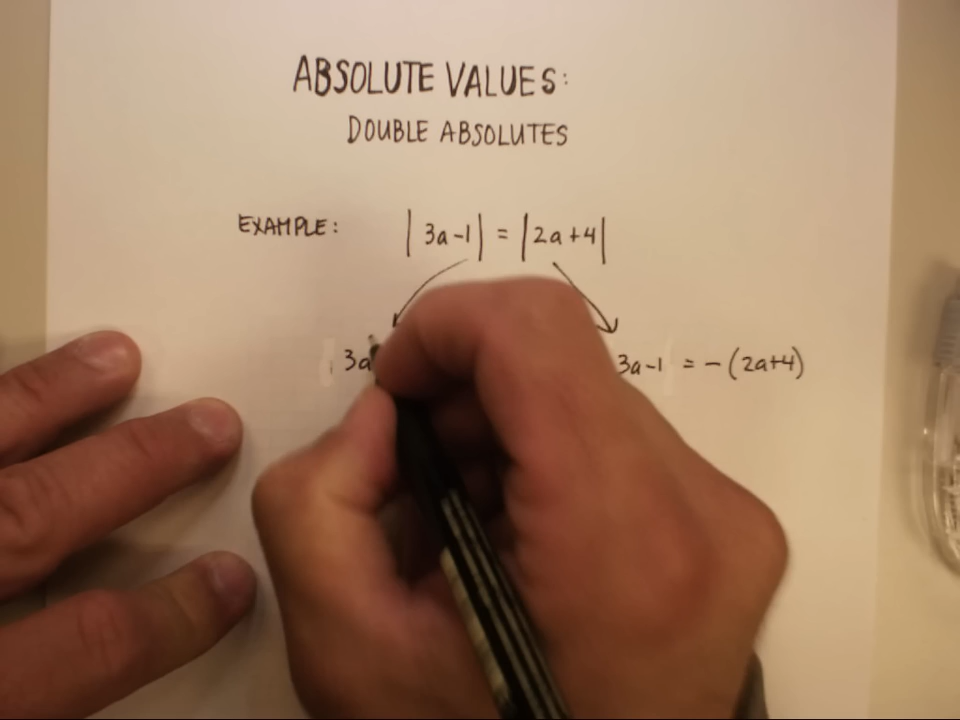 ABSOLUTE VALUES:
DOUBLE ABSOLUTES
EXAMPLE: |3a-1| = |2a+4|
3a 3a-1 = -(2a+4)